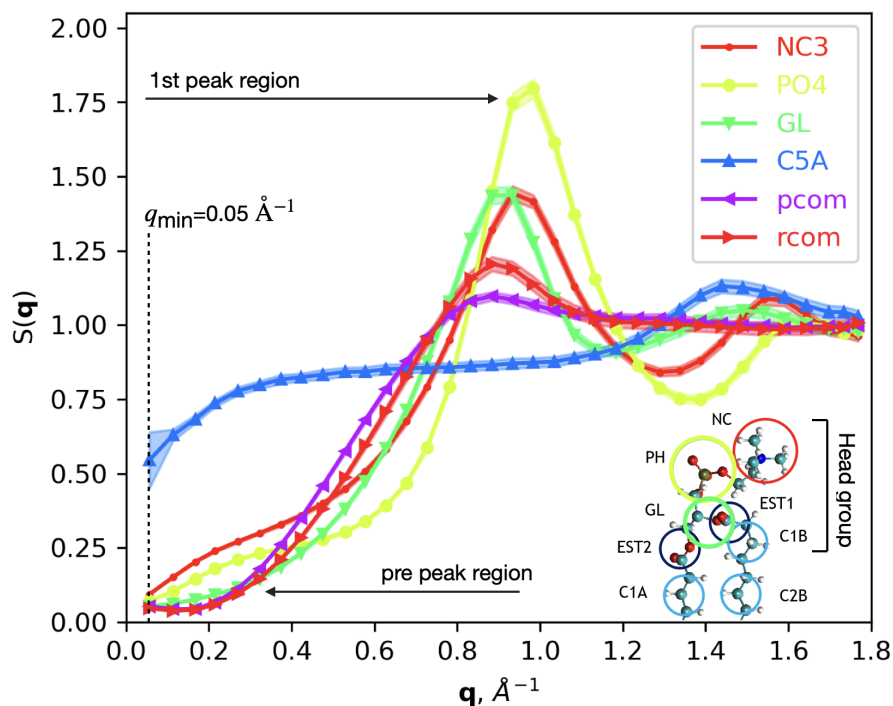 2.00
1.75
1.50
1.25
1.00
0.75
0.50
0.25
0.00
S(q)
1st peak region
qmin=0.05 Å−1
NC3
PO4
GL
C5A
pcom
rcom
NC
PH
GL
EST1
EST2
C1B
C1A
C2B
Head group
pre peak region
0.0 0.2 0.4 0.6 0.8 1.0 1.2 1.4 1.6 1.8
q, Å−1